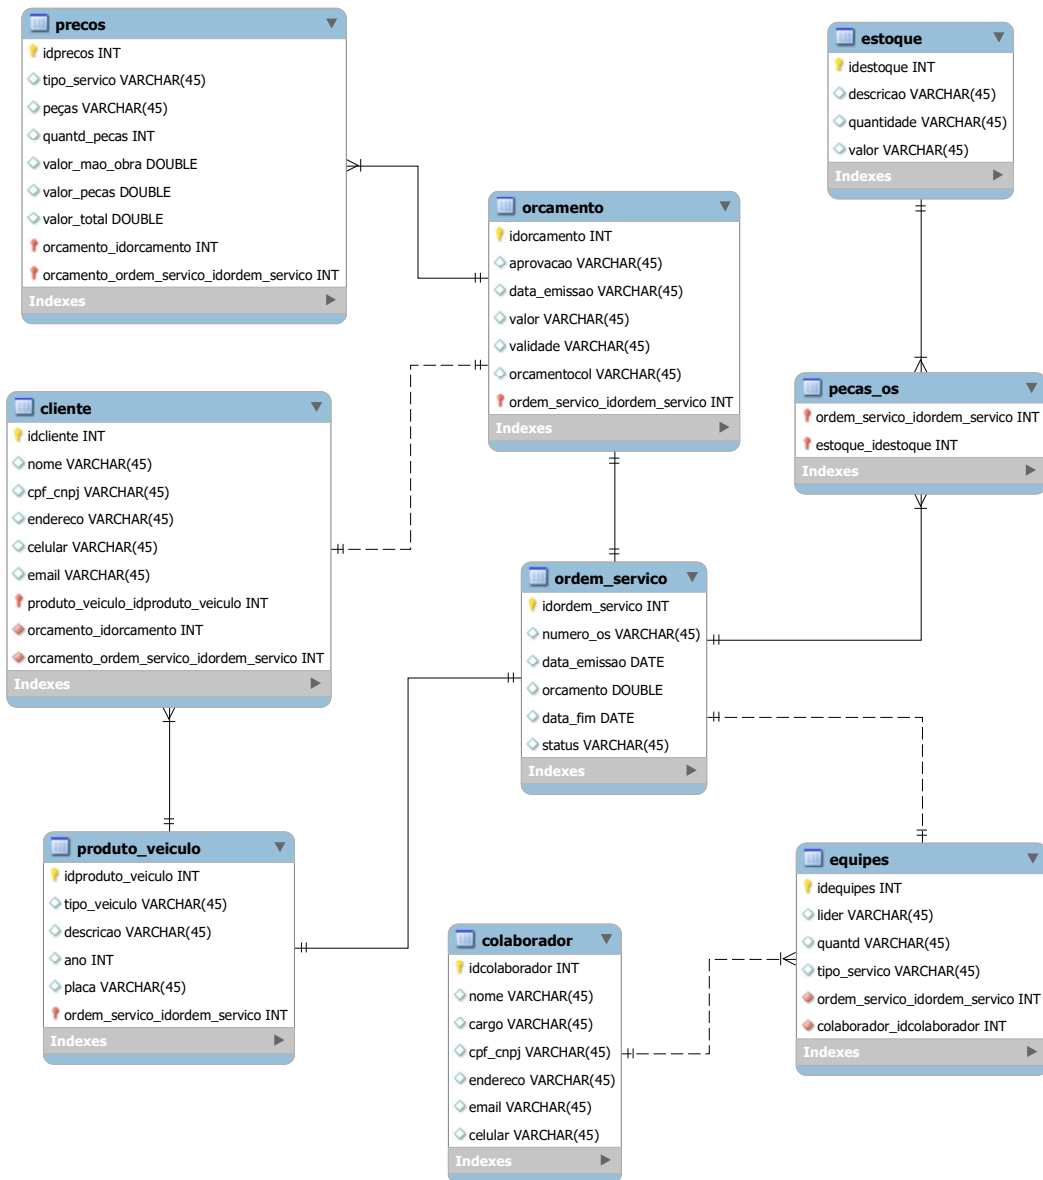 precos
idprecos INT
tipo_servico VARCHAR(45)
peças VARCHAR(45)
quantd_pecas INT
valor_mao_obra DOUBLE
valor_pecas DOUBLE
valor_total DOUBLE
orcamento_idorcamento INT
orcamento_ordem_servico_idordem_servico INT
Indexes
estoque
idestoque INT
descricao VARCHAR(45)
quantidade VARCHAR(45)
valor VARCHAR(45)
Indexes
orcamento
idorcamento INT
aprovacao VARCHAR(45)
data_emissao VARCHAR(45)
valor VARCHAR(45)
validade VARCHAR(45)
orcamentocol VARCHAR(45)
ordem_servico_idordem_servico INT
Indexes
pecas_os
ordem_servico_idordem_servico INT
estoque_idestoque INT
Indexes
cliente
idcliente INT
nome VARCHAR(45)
cpf_cnpj VARCHAR(45)
endereco VARCHAR(45)
celular VARCHAR(45)
email VARCHAR(45)
produto_veiculo_idproduto_veiculo INT
orcamento_idorcamento INT
orcamento_ordem_servico_idordem_servico INT
Indexes
ordem_servico
idordem_servico INT
numero_os VARCHAR(45)
data_emissao DATE
orcamento DOUBLE
data_fim DATE
status VARCHAR(45)
Indexes
produto_veiculo
idproduto_veiculo INT
tipo_veiculo VARCHAR(45)
descricao VARCHAR(45)
ano INT
placa VARCHAR(45)
ordem_servico_idordem_servico INT
Indexes
equipes
idequipes INT
lider VARCHAR(45)
quantd VARCHAR(45)
tipo_servico VARCHAR(45)
ordem_servico_idordem_servico INT
colaborador_idcolaborador INT
Indexes
colaborador
idcolaborador INT
nome VARCHAR(45)
cargo VARCHAR(45)
cpf_cnpj VARCHAR(45)
endereco VARCHAR(45)
email VARCHAR(45)
celular VARCHAR(45)
Indexes